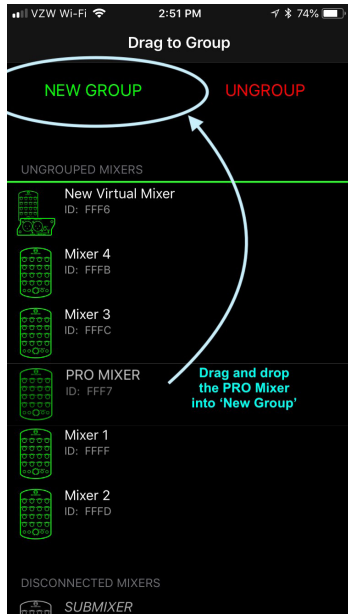 VZW Wi-Fi 2:51 PM 74%
Drag to Group
NEW GROUP UNGROUP
UNGROUPED MIXERS
New Virtual Mixer
ID: FFF6
Mixer 4
ID: FFFB
Mixer 3
ID: FFFC
PRO MIXER
ID: FFF7
Drag and drop
the PRO Mixer
into ‘New Group’
Mixer 1
ID: FFFF
Mixer 2
ID: FFFD
DISCONNECTED MIXERS
SUBMIXER